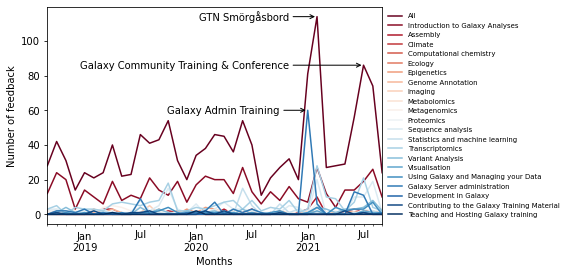 GTN Smörgåsbord
Galaxy Community Training & Conference
Galaxy Admin Training
Number of feedback
100
80
60
40
20
0
Jan
2019
Jul
Jan
2020
Jul
Jan
2021
Jul
Months
All
Introduction to Galaxy Analyses
Assembly
Climate
Computational chemistry
Ecology
Epigenetics
Genome Annotation
Imaging
Metabolomics
Metagenomics
Proteomics
Sequence analysis
Statistics and machine learning
Transcriptomics
Variant Analysis
Visualisation
Using Galaxy and Managing your Data
Galaxy Server administration
Development in Galaxy
Contributing to the Galaxy Training Material
Teaching and Hosting Galaxy training